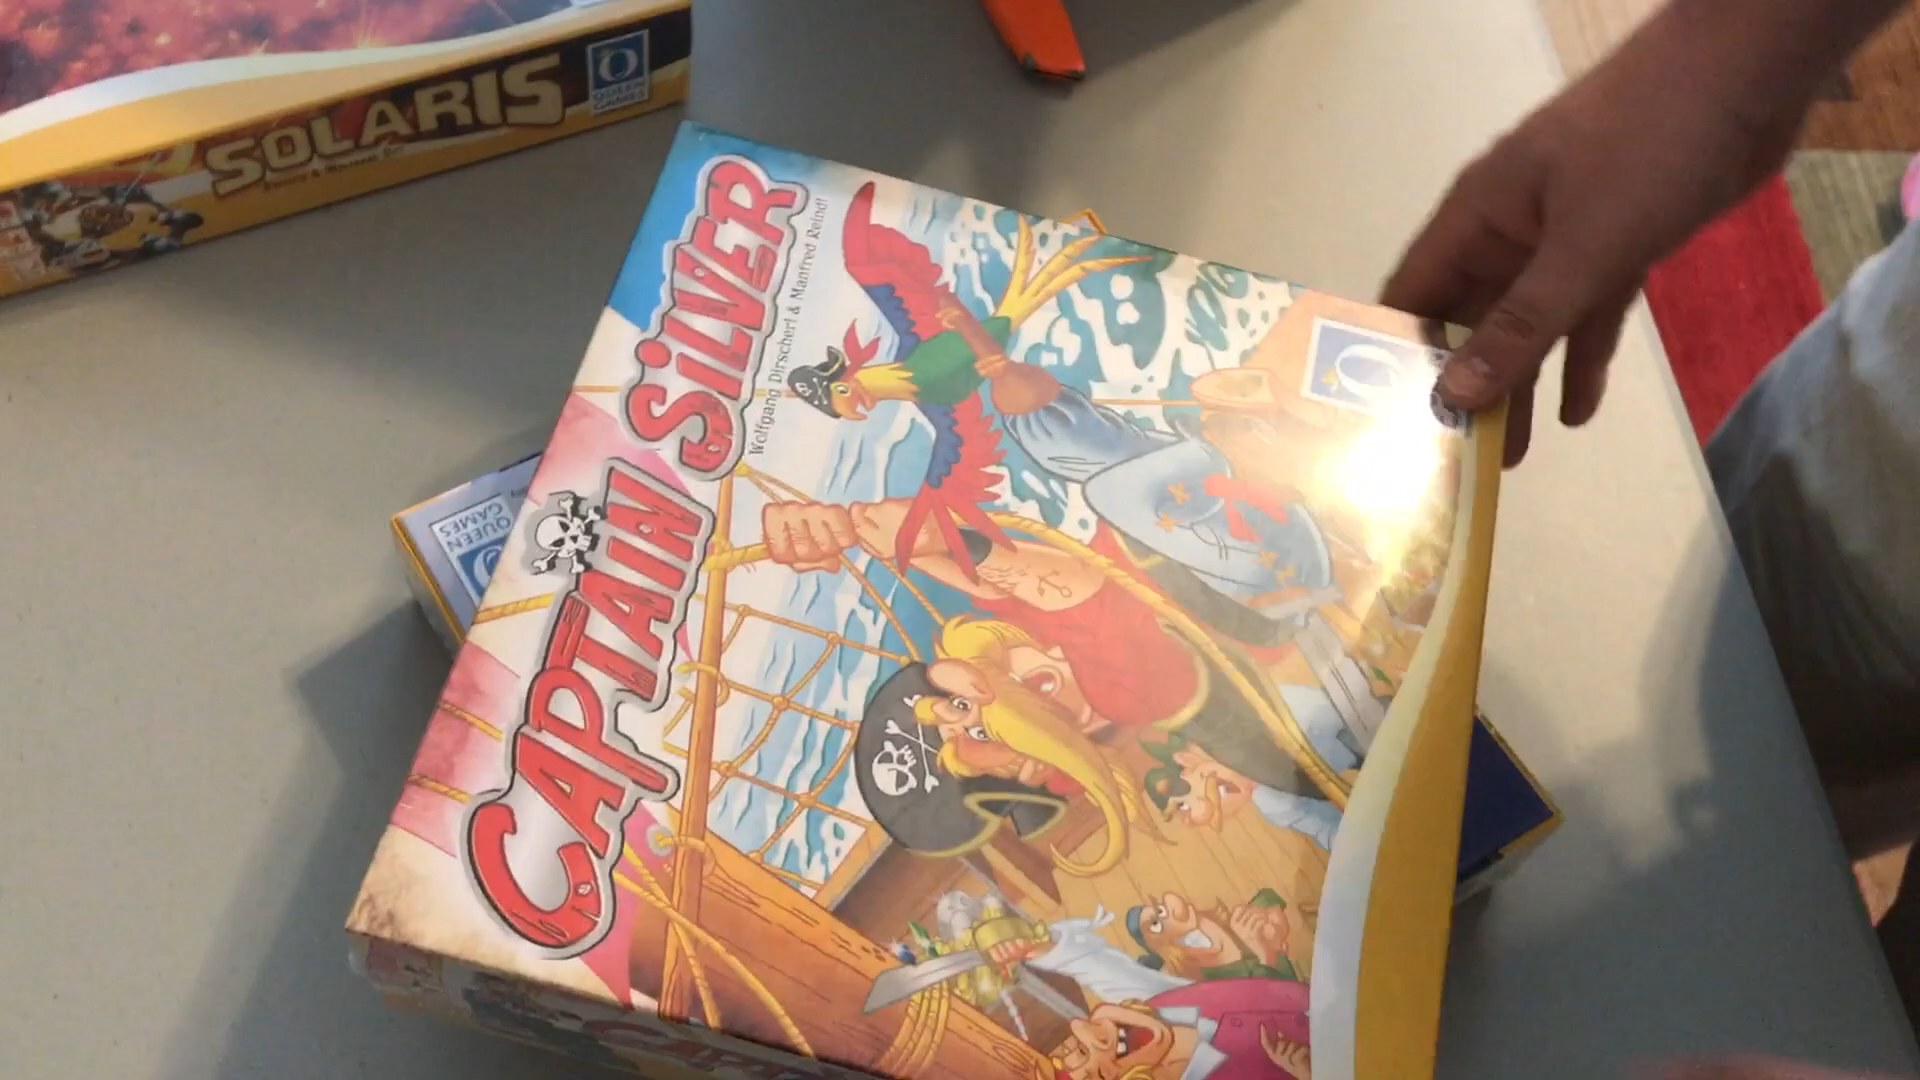 SOLARIS
QUEEN
GAMES
CAPTAIN SILVER
Wolfgang Dirscherl & Manfred Reindl
QUEEN
GAMES